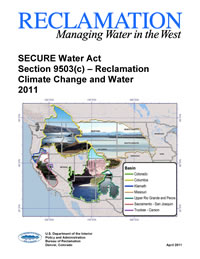 RECLAMATION
Managing Water in the West
SECURE Water Act
Section 9503(c) – Reclamation
Climate Change and Water
2011
Basin
Colorado
Columbia
Klamath
Missouri
Upper Rio Grande and Pecos
Sacramento - San Joaquin
Truckee - Carson
U.S. Department of the Interior
Policy and Administration
Bureau of Reclamation
Denver, Colorado
April 2011